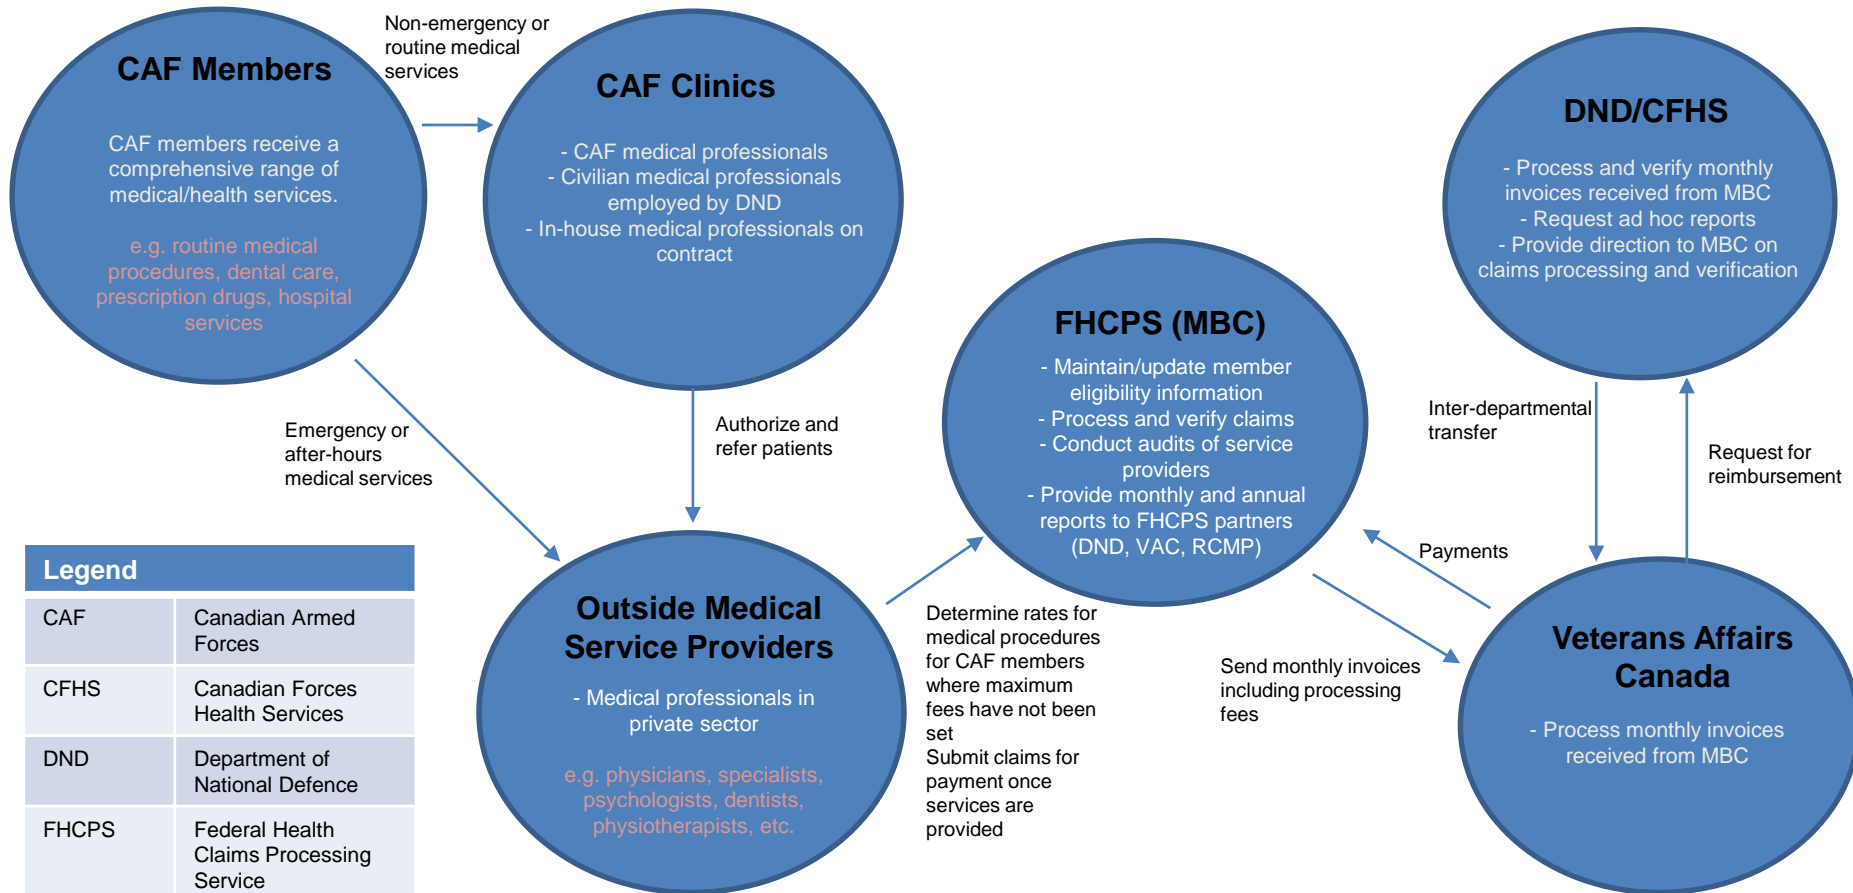 CAF Members
CAF members receive a
comprehensive range of
medical/health services.
e.g. routine medical
procedures, dental care,
prescription drugs, hospital
services
Non-emergency or
routine medical
services
CAF Clinics
- CAF medical professionals
- Civilian medical professionals
employed by DND
- In-house medical professionals on
contract
DND/CFHS
- Process and verify monthly
invoices received from MBC
- Request ad hoc reports
- Provide direction to MBC on
claims processing and verification
FHCPS (MBC)
- Maintain/update member
eligibility information
- Process and verify claims
- Conduct audits of service
providers
- Provide monthly and annual
reports to FHCPS partners
(DND, VAC, RCMP)
Emergency or
after-hours
medical services
Authorize and
refer patients
Inter-departmental
transfer
Request for
reimbursement
Payments
Outside Medical
Service Providers
- Medical professionals in
private sector
e.g. physicians, specialists,
psychologists, dentists,
physiotherapists, etc.
Determine rates for
medical procedures
for CAF members
where maximum
fees have not been
set
Submit claims for
payment once
services are
provided
Send monthly invoices
including processing
fees
Veterans Affairs
Canada
- Process monthly invoices
received from MBC
Legend
CAF Canadian Armed
Forces
CFHS Canadian Forces
Health Services
DND Department of
National Defence
FHCPS Federal Health
Claims Processing
Service